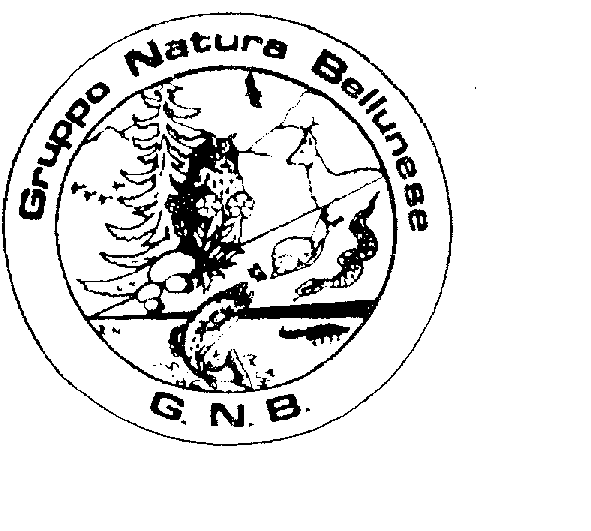 Gruppo Natura Bellunese
G. N. B.